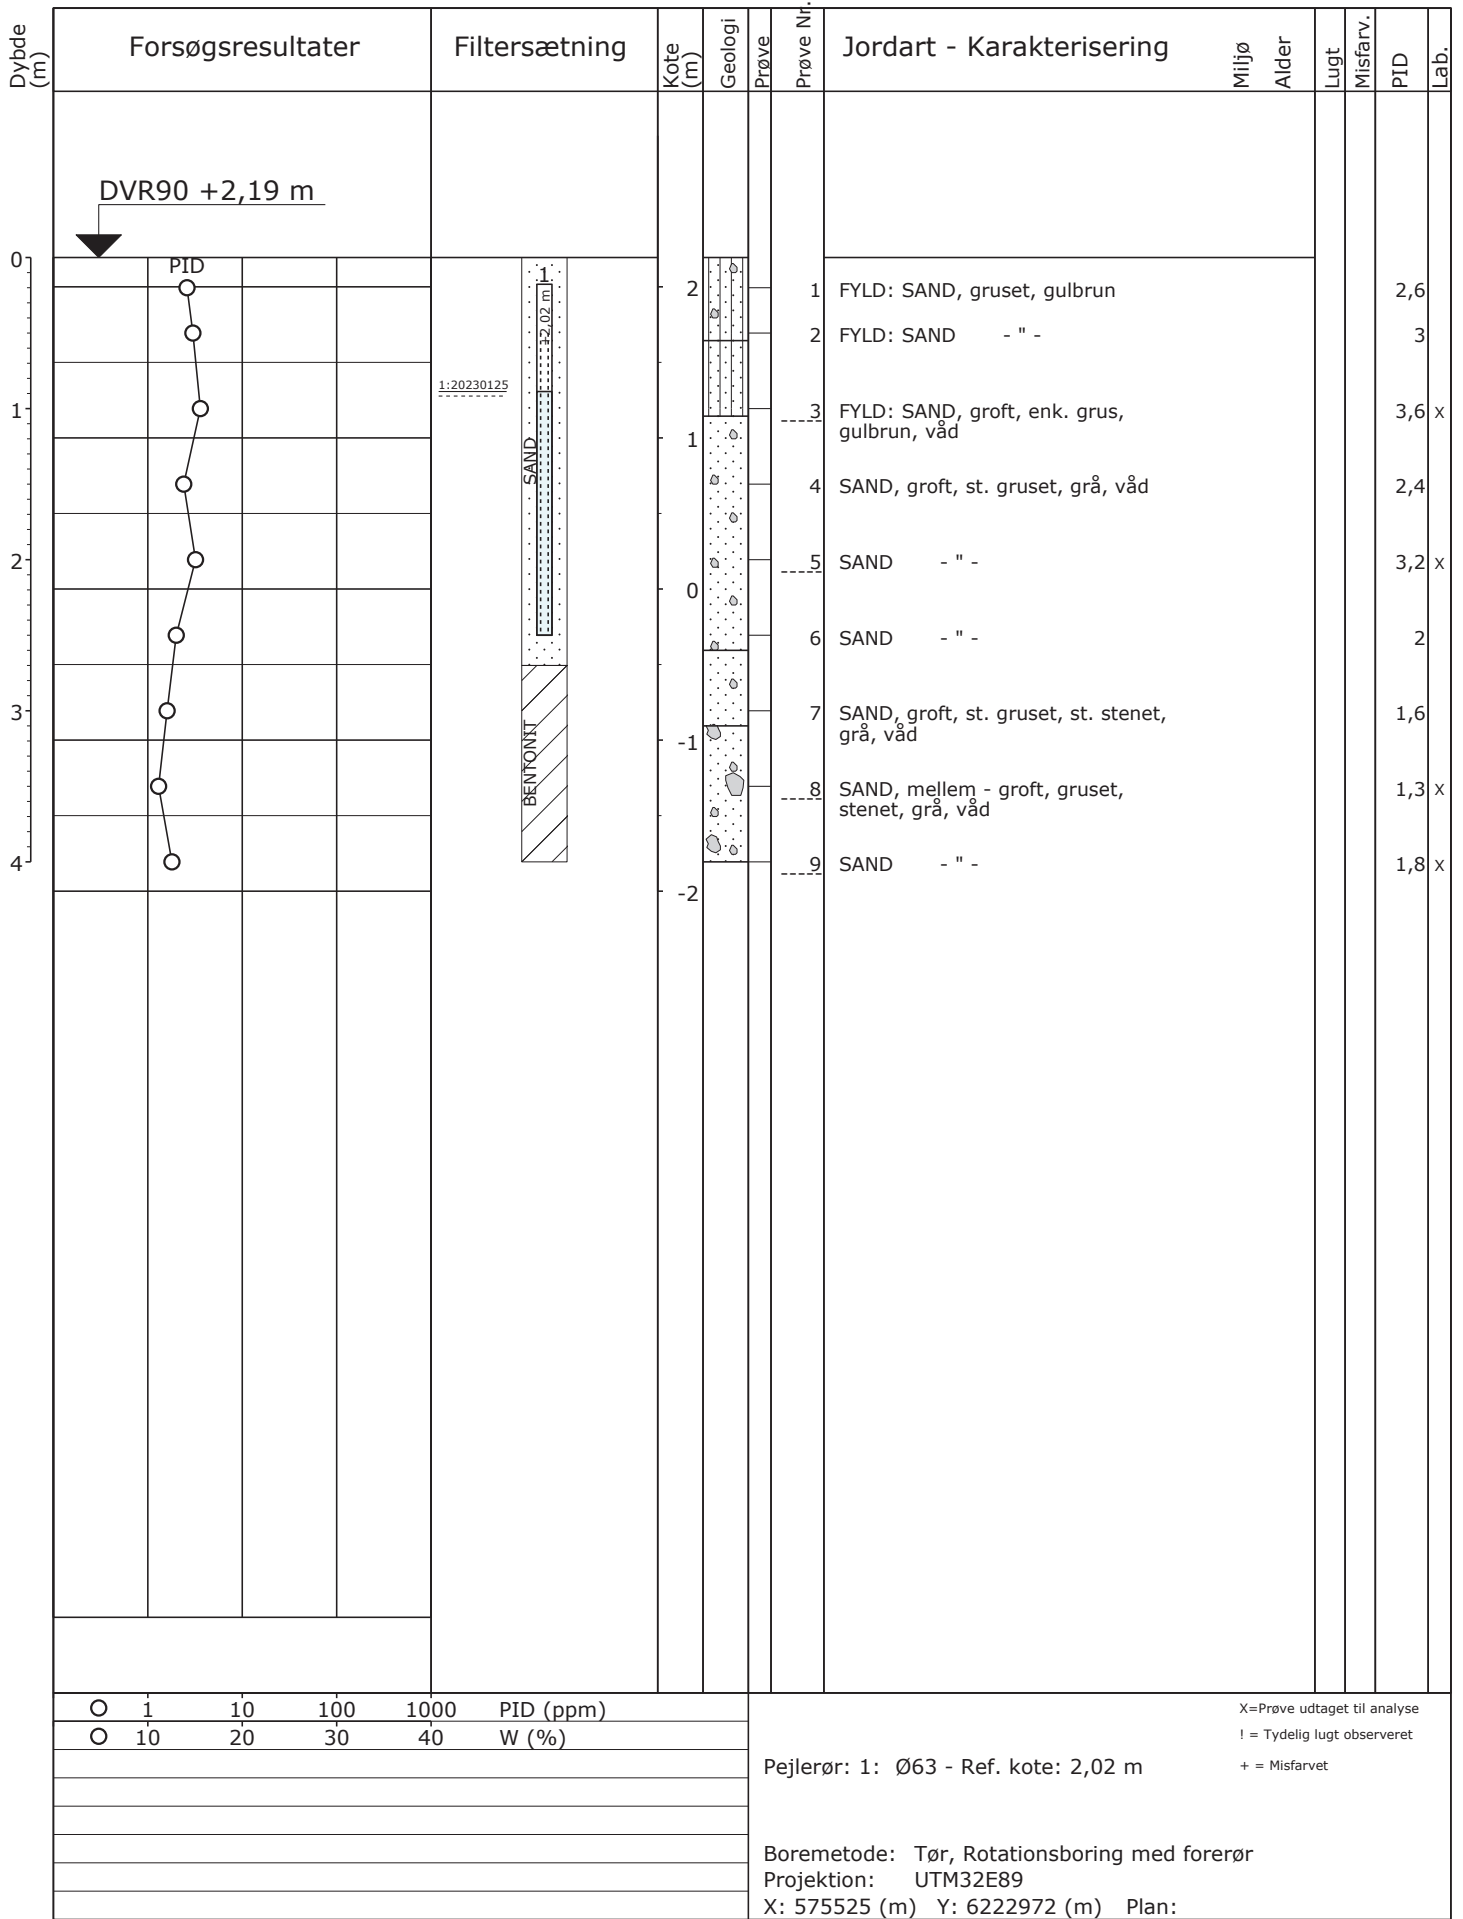 Dybde (m)
Forsøgsresultater
Filtersætning
Kote (m)
Geologi
Prøve
Prøve Nr.
Jordart - Karakterisering
Miljø
Alder
Lugt
Misfarv.
PID
Lab.
DVR90 +2,19 m
0
PID
1
+2,02 m
2
1 FYLD: SAND, gruset, gulbrun 2,6
2 FYLD: SAND - " - 3
1:20230125
1
3 FYLD: SAND, groft, enk. grus, 3,6 X
gulbrun, våd
1
SAND
4 SAND, groft, st. gruset, grå, våd 2,4
2
5 SAND - " - 3,2 X
0
6 SAND - " - 2
3
7 SAND, groft, st. gruset, st. stenet, 1,6
grå, våd
-1
BENTONIT
8 SAND, mellem - groft, gruset, 1,3 X
stenet, grå, våd
4
9 SAND - " - 1,8 X
-2
1 10 100 1000 PID (ppm)
10 20 30 40 W (%)
X=Prøve udtaget til analyse
! = Tydelig lugt observeret
+ = Misfarvet
Pejlerør: 1: Ø63 - Ref. kote: 2,02 m
Boremetode: Tør, Rotationsboring med forerør
Projektion: UTM32E89
X: 575525 (m) Y: 6222972 (m) Plan: